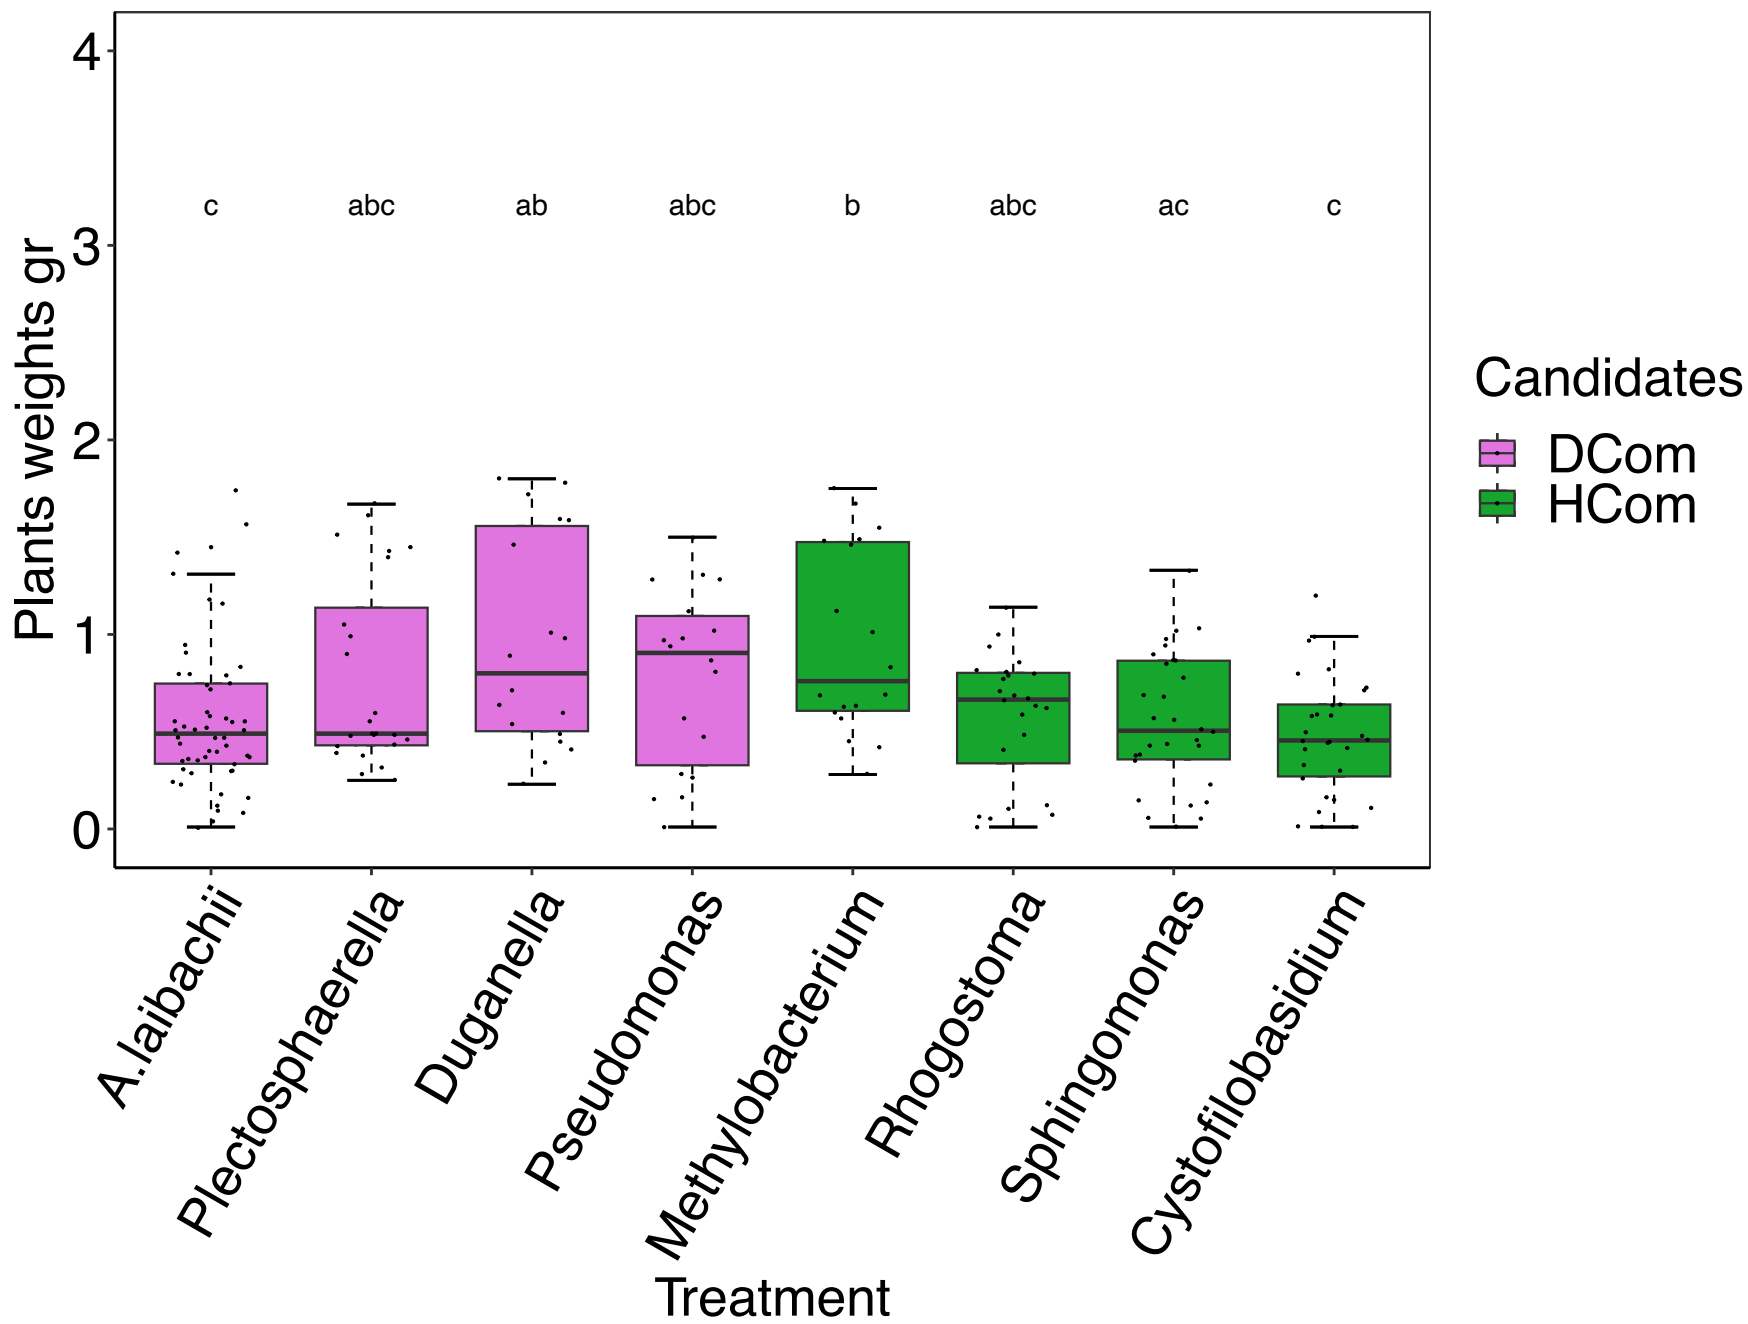 4
3
2
1
0
Plants weights gr
c abc ab abc b abc ac c
A.laibachii
Plectosphaerella
Duganella
Pseudomonas
Methylobacterium
Rhogostoma
Sphingomonas
Cystofilobasidium
Treatment
Candidates
DCom
HCom